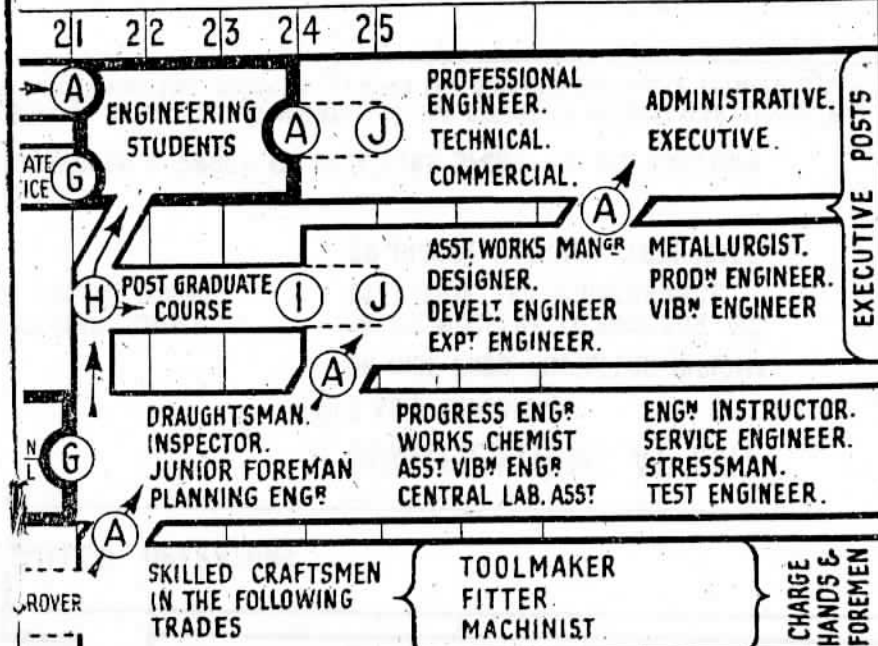 21 22 23 24 25
A
ENGINEERING
STUDENTS
A
J
PROFESSIONAL
ENGINEER.
TECHNICAL.
COMMERCIAL.
ADMINISTRATIVE.
EXECUTIVE.
EXECUTIVE POSTS
ATE
ICE
G
A
H
POST GRADUATE
COURSE
I
J
ASST. WORKS MANGR
DESIGNER.
DEVELT ENGINEER
EXPT ENGINEER.
METALLURGIST.
PRODN ENGINEER.
VIBN ENGINEER
A
N
L
G
DRAUGHTSMAN.
INSPECTOR.
JUNIOR FOREMAN
PLANNING ENGR
PROGRESS ENGR
WORKS CHEMIST
ASST VIBN ENGR
CENTRAL LAB. ASST
ENGN INSTRUCTOR.
SERVICE ENGINEER.
STRESSMAN.
TEST ENGINEER.
A
ROVER
SKILLED CRAFTSMEN
IN THE FOLLOWING
TRADES
TOOLMAKER
FITTER
MACHINIST
CHARGE
HANDS &
FOREMEN